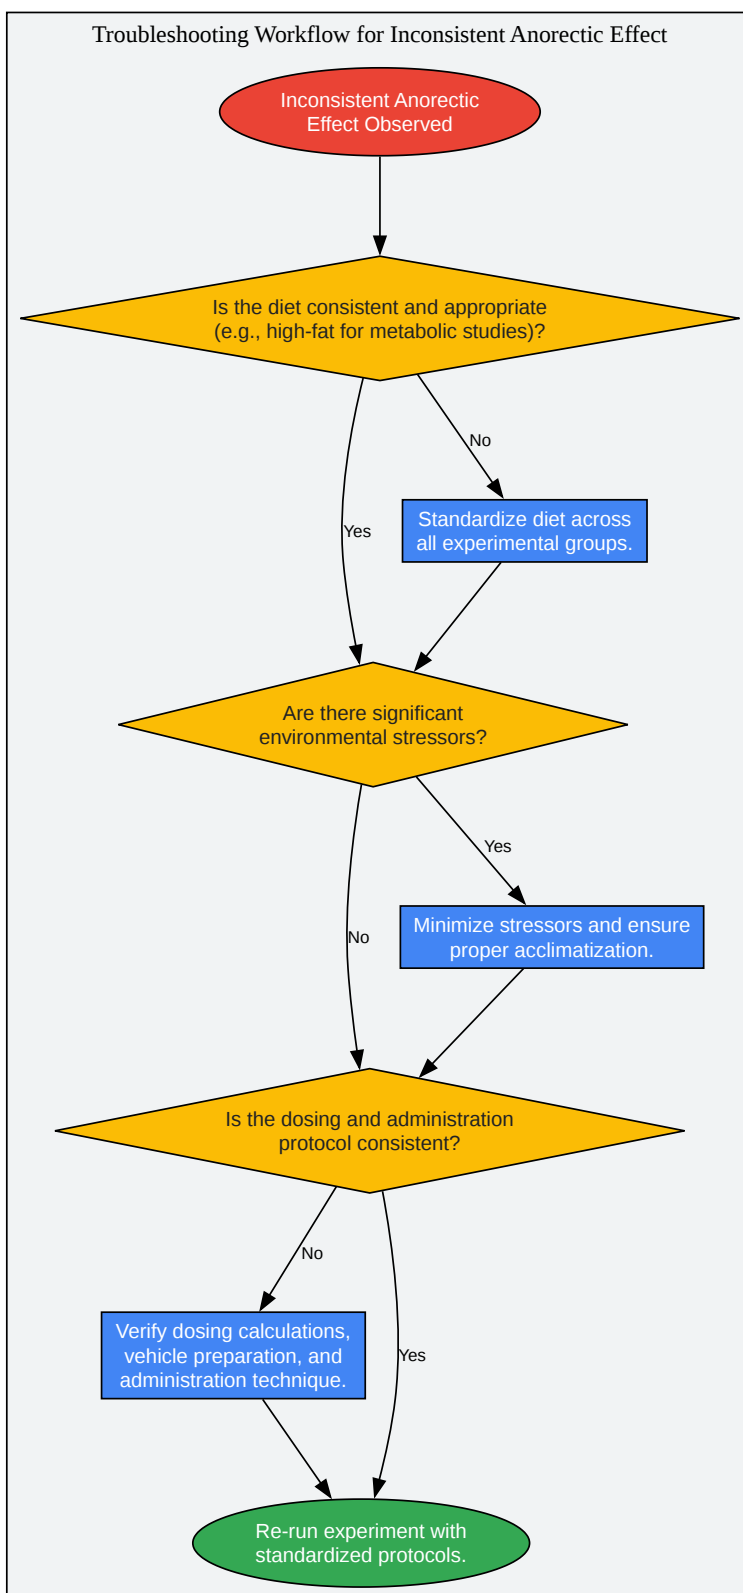 Troubleshooting Workflow for Inconsistent Anorectic Effect
Inconsistent Anorectic
Effect Observed
Is the diet consistent and appropriate
(e.g., high-fat for metabolic studies)?
No
Yes
Standardize diet across
all experimental groups.
Are there significant
environmental stressors?
Yes
No
Minimize stressors and ensure
proper acclimatization.
Is the dosing and administration
protocol consistent?
No
Yes
Verify dosing calculations,
vehicle preparation, and
administration technique.
Re-run experiment with
standardized protocols.